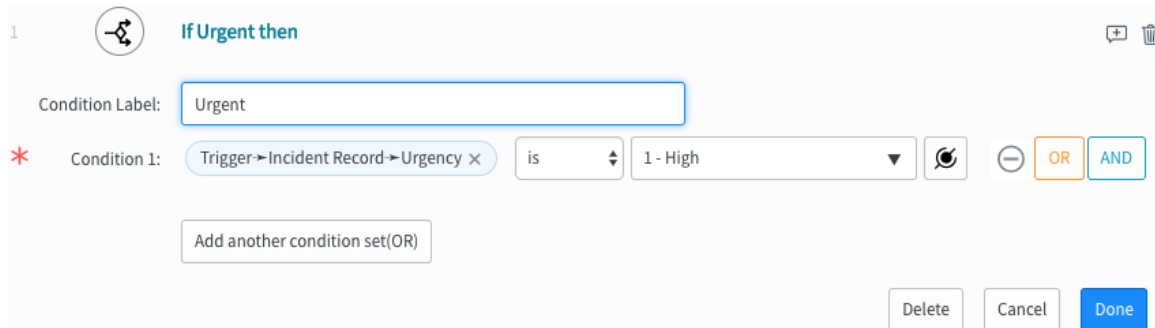 1 If Urgent then
Condition Label: Urgent
* Condition 1: Trigger➛Incident Record➛Urgency × is 1 - High OR AND
Add another condition set(OR)
Delete Cancel Done